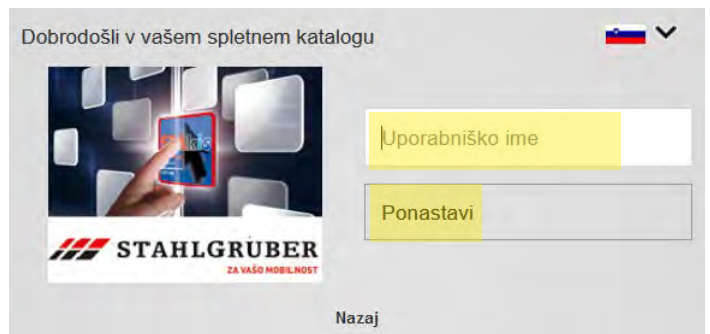 Dobrodošli v vašem spletnem katalogu
Uporabniško ime
Ponastavi
STAHLGRUBER
ZA VAŠO MOBILNOST
Nazaj